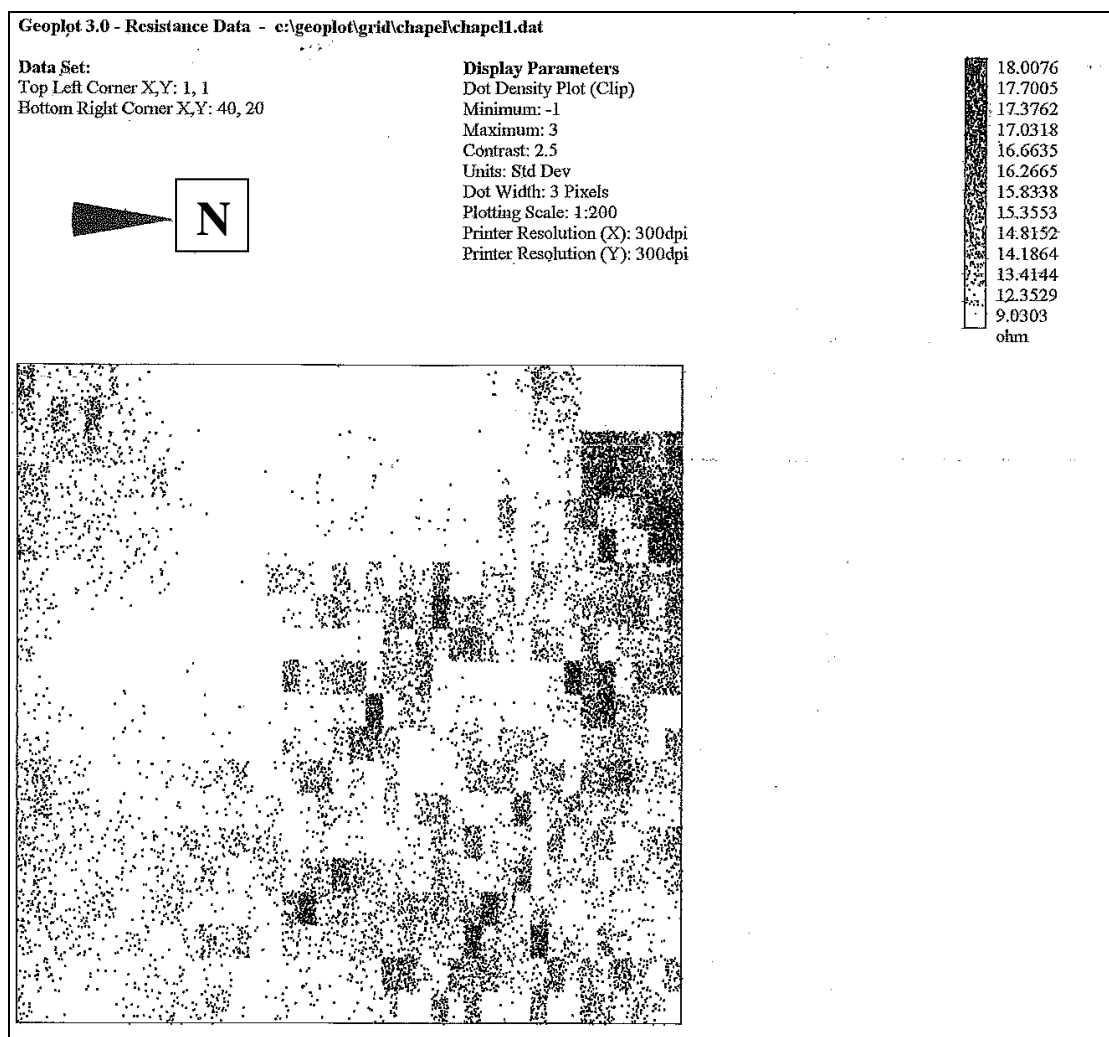 Geoplot 3.0 - Resistance Data - c:\geoplot\grid\chapel\chapel1.dat
Data Set:
Top Left Corner X,Y: 1, 1
Bottom Right Corner X,Y: 40, 20
N
Display Parameters
Dot Density Plot (Clip)
Minimum: -1
Maximum: 3
Contrast: 2.5
Units: Std Dev
Dot Width: 3 Pixels
Plotting Scale: 1:200
Printer Resolution (X): 300dpi
Printer Resolution (Y): 300dpi
18.0076
17.7005
17.3762
17.0318
16.6635
16.2665
15.8338
15.3553
14.8152
14.1864
13.4144
12.3529
9.0303
ohm